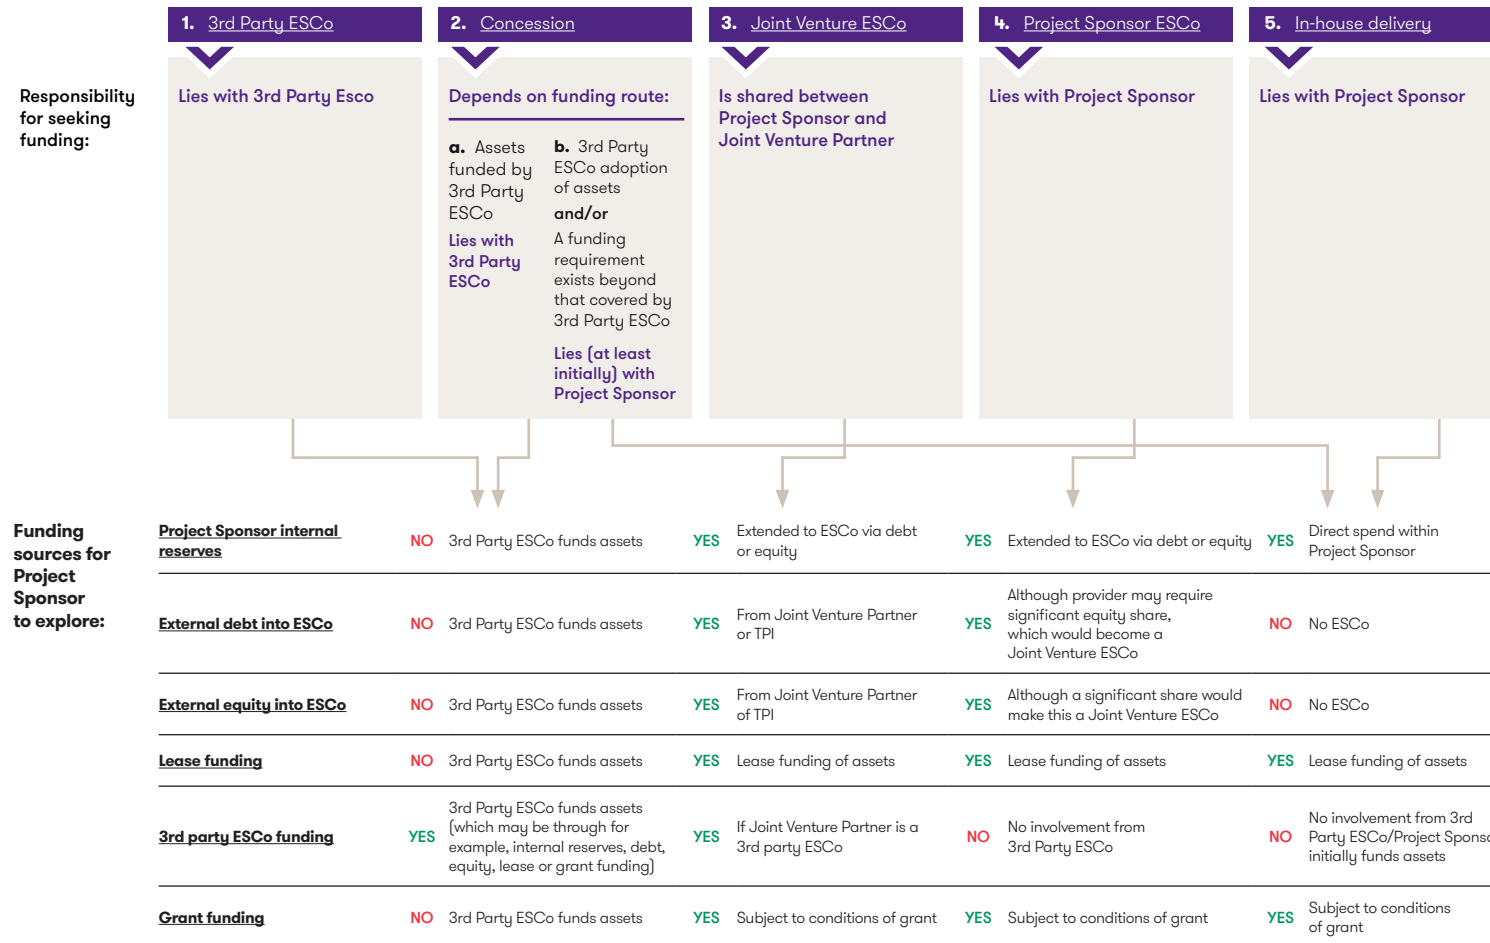 1. 3rd Party ESCo
2. Concession
3. Joint Venture ESCo
4. Project Sponsor ESCo
5. In-house delivery
Responsibility
for seeking
funding:
Lies with 3rd Party Esco
Depends on funding route:
a. Assets
funded by
3rd Party
ESCo
Lies with
3rd Party
ESCo
b. 3rd Party
ESCo adoption
of assets
and/or
A funding
requirement
exists beyond
that covered by
3rd Party ESCo
Lies (at least
initially) with
Project Sponsor
Is shared between
Project Sponsor and
Joint Venture Partner
Lies with Project Sponsor
Lies with Project Sponsor
Funding
sources for
Project
Sponsor
to explore:
Project Sponsor internal
reserves
NO 3rd Party ESCo funds assets
YES Extended to ESCo via debt
or equity
YES Extended to ESCo via debt or equity
YES Direct spend within
Project Sponsor
External debt into ESCo
NO 3rd Party ESCo funds assets
YES From Joint Venture Partner
or TPI
YES Although provider may require
significant equity share,
which would become a
Joint Venture ESCo
NO No ESCo
External equity into ESCo
NO 3rd Party ESCo funds assets
YES From Joint Venture Partner
of TPI
YES Although a significant share would
make this a Joint Venture ESCo
NO No ESCo
Lease funding
NO 3rd Party ESCo funds assets
YES Lease funding of assets
YES Lease funding of assets
YES Lease funding of assets
3rd party ESCo funding
YES 3rd Party ESCo funds assets
(which may be through for
example, internal reserves, debt,
equity, lease or grant funding)
YES If Joint Venture Partner is a
3rd party ESCo
NO No involvement from
3rd Party ESCo
NO No involvement from 3rd
Party ESCo/Project Sponso
initially funds assets
Grant funding
NO 3rd Party ESCo funds assets
YES Subject to conditions of grant
YES Subject to conditions of grant
YES Subject to conditions
of grant